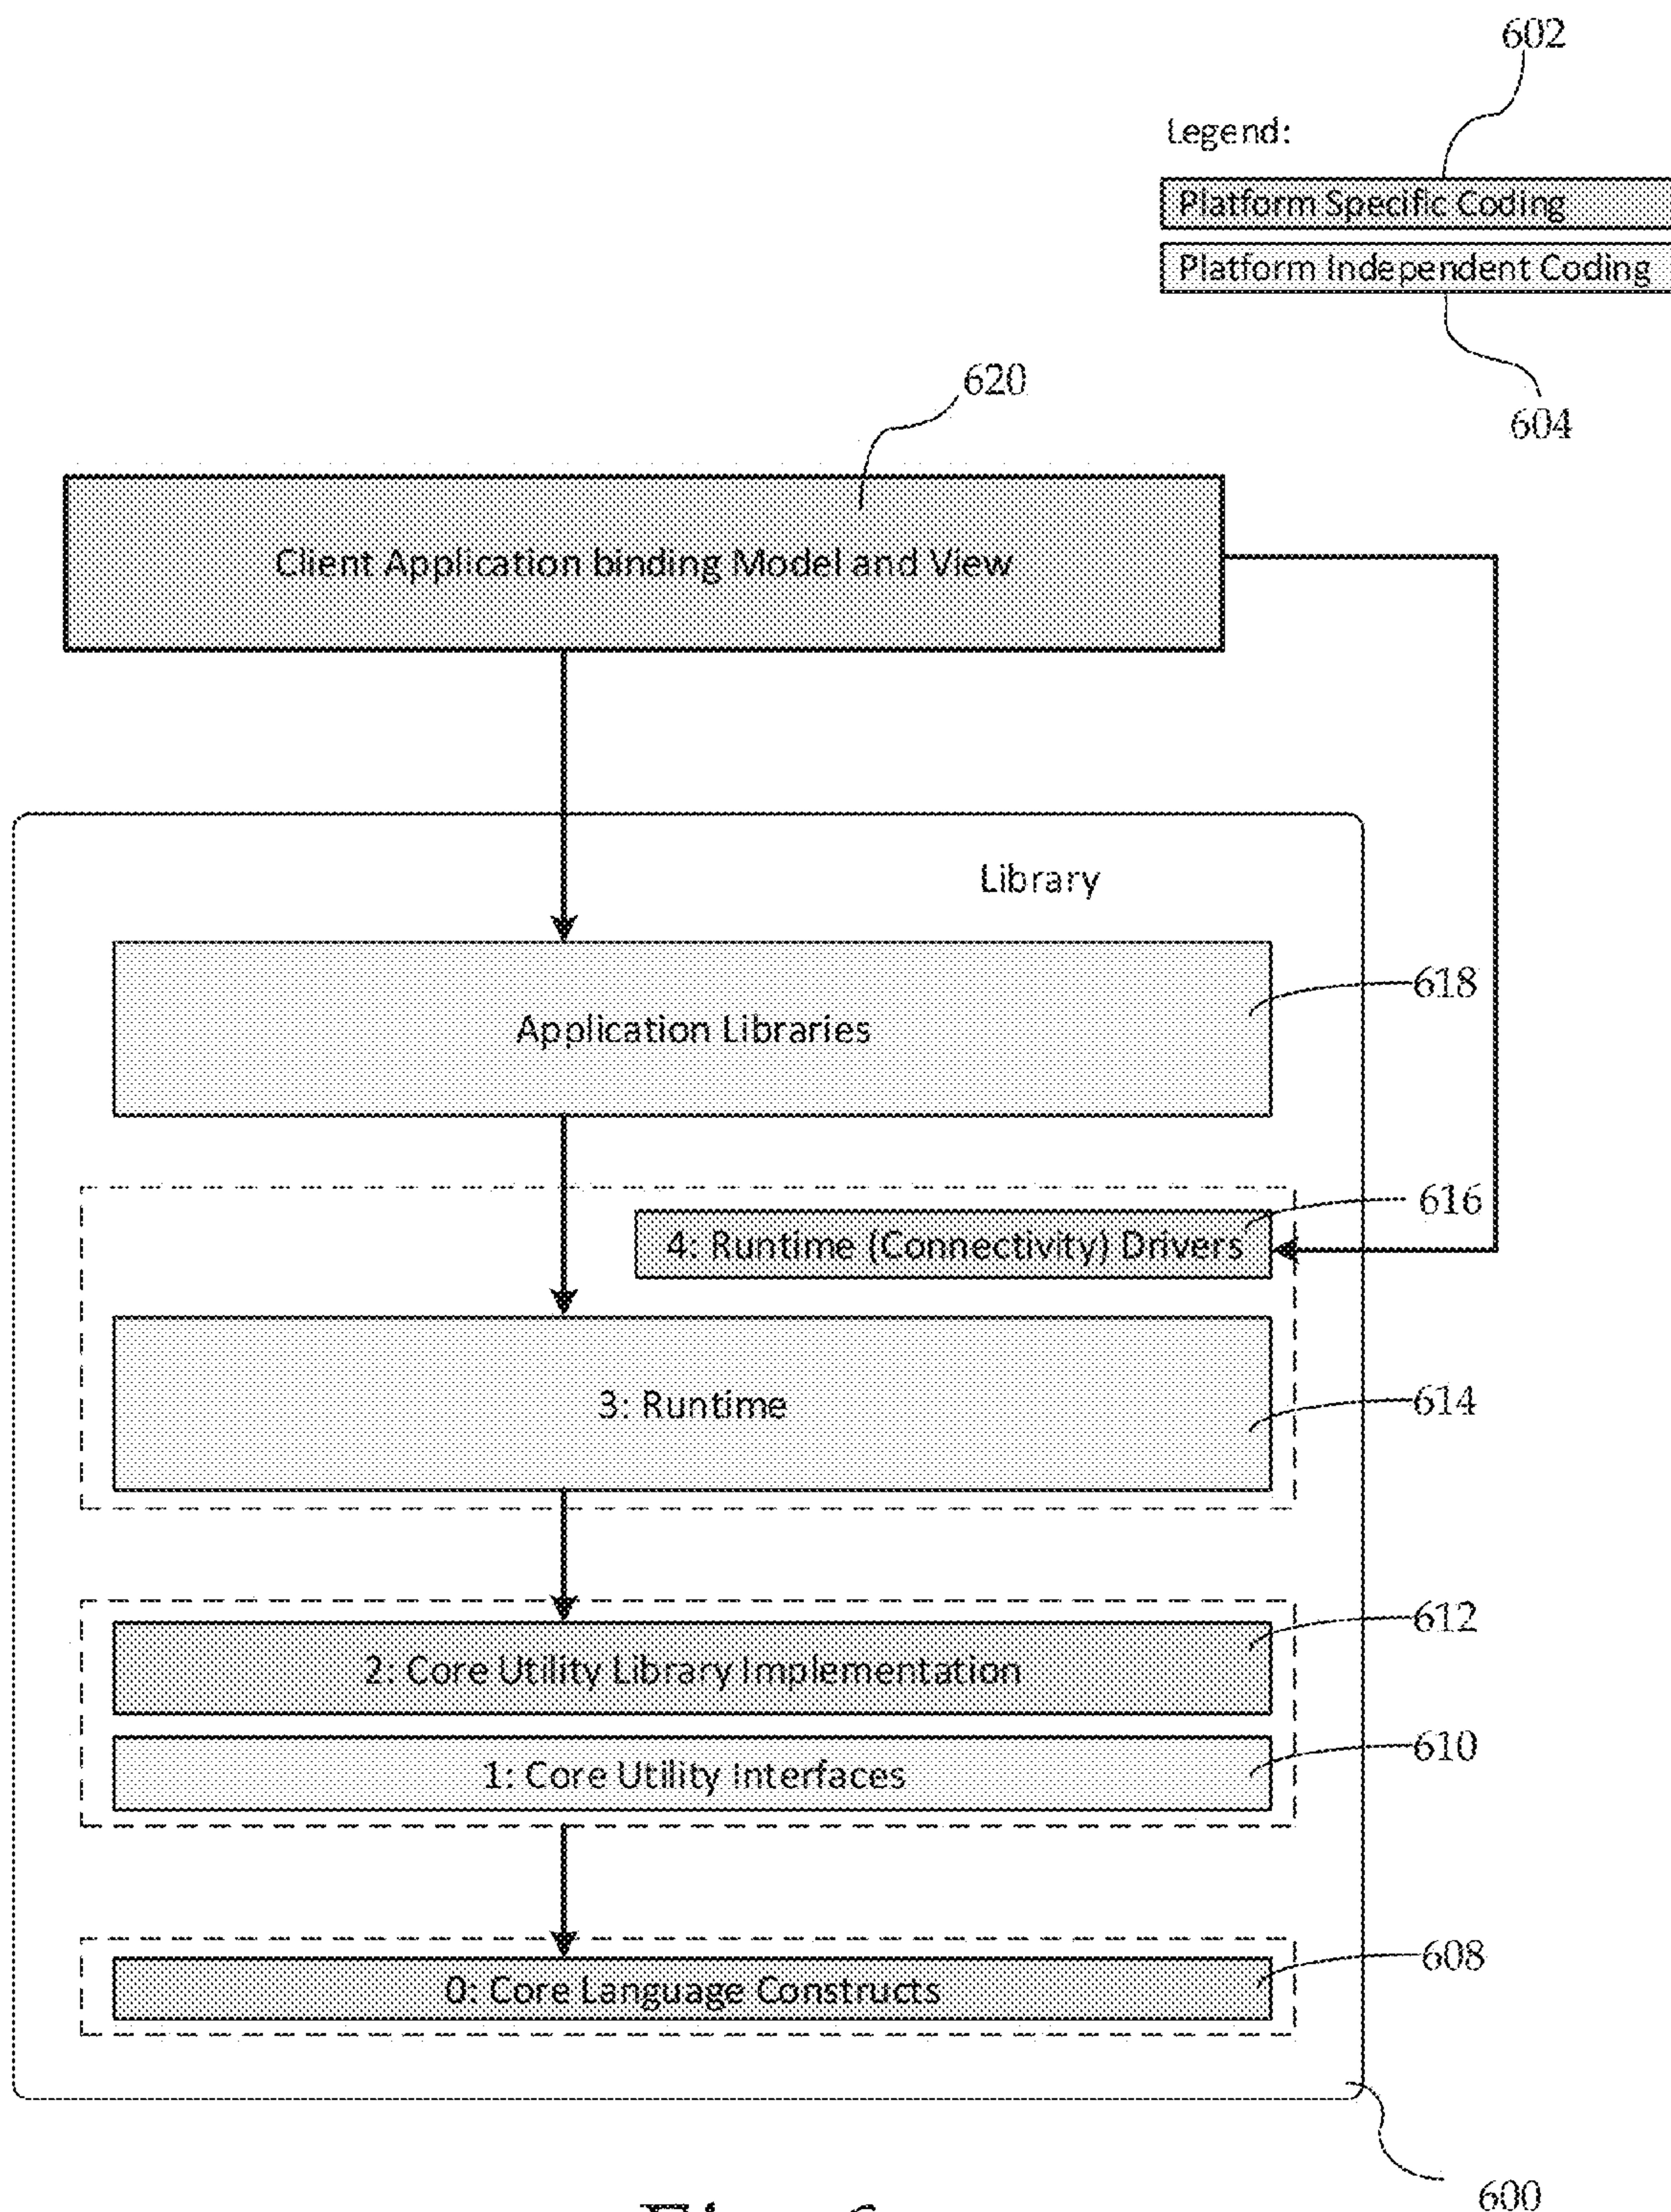 602
Legend:
Platform Specific Coding
Platform Independent Coding
604
620
Client Application binding Model and View
Library
Application Libraries
618
616
4: Runtime (Connectivity) Drivers
3: Runtime
614
612
2: Core Utility Library Implementation
1: Core Utility Interfaces
610
0: Core Language Constructs
608
600